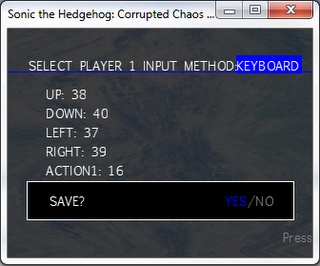 Sonic the Hedgehog: Corrupted Chaos ...
SELECT PLAYER 1 INPUT METHOD:KEYBOARD
UP: 38
DOWN: 40
LEFT: 37
RIGHT: 39
ACTION1: 16
SAVE? YES/NO
Press